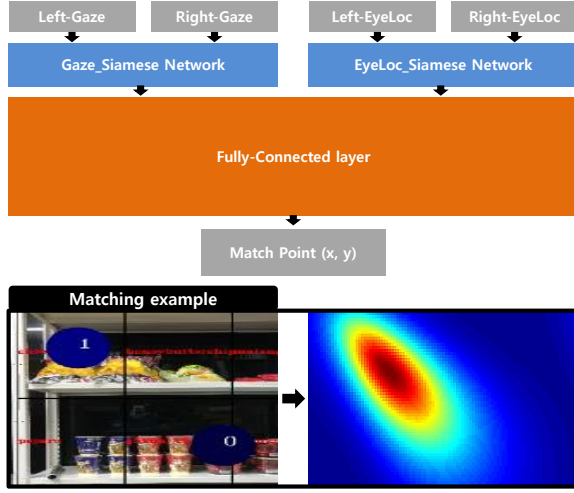 Left-Gaze
Right-Gaze
Left-EyeLoc
Right-EyeLoc
Gaze_Siamese Network
EyeLoc_Siamese Network
Fully-Connected layer
Match Point (x, y)
Matching example
1
0